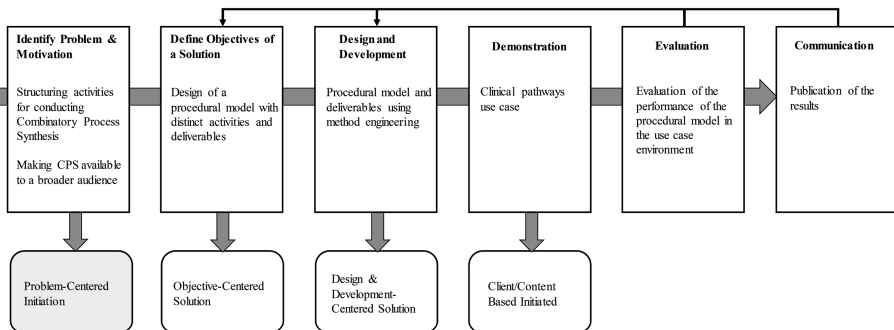 Identify Problem &
Motivation
Structuring activities
for conducting
Combinatory Process
Synthesis
Making CPS available
to a broader audience
Define Objectives of
a Solution
Design of a
procedural model with
distinct activities and
deliverables
Design and
Development
Procedural model and
deliverables using
method engineering
Demonstration
Clinical pathways
use case
Evaluation
Evaluation of the
performance of the
procedural model in
the use case
environment
Communication
Publication of the
results
Problem-Centered
Initiation
Objective-Centered
Solution
Design &
Development-
Centered Solution
Client/Content
Based Initiated